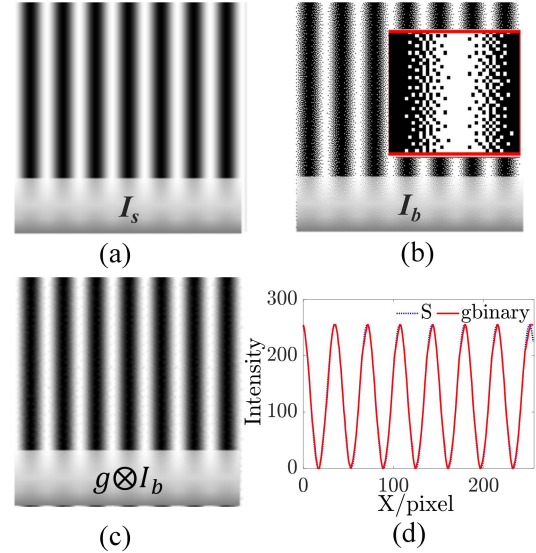 I_s
I_b
(a)
(b)
g⊗I_b
300
200
100
0
Intensity
S
gbinary
0
100
200
X/pixel
(c)
(d)